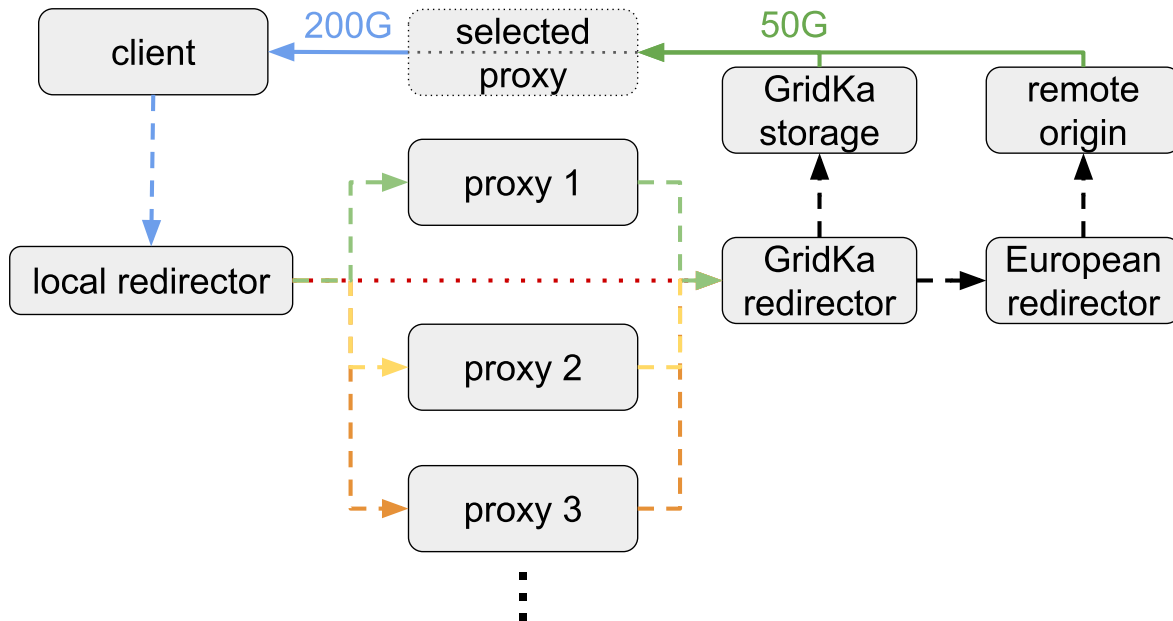 client
200G
selected
proxy
50G
GridKa
storage
remote
origin
proxy 1
local redirector
GridKa
redirector
European
redirector
proxy 2
proxy 3